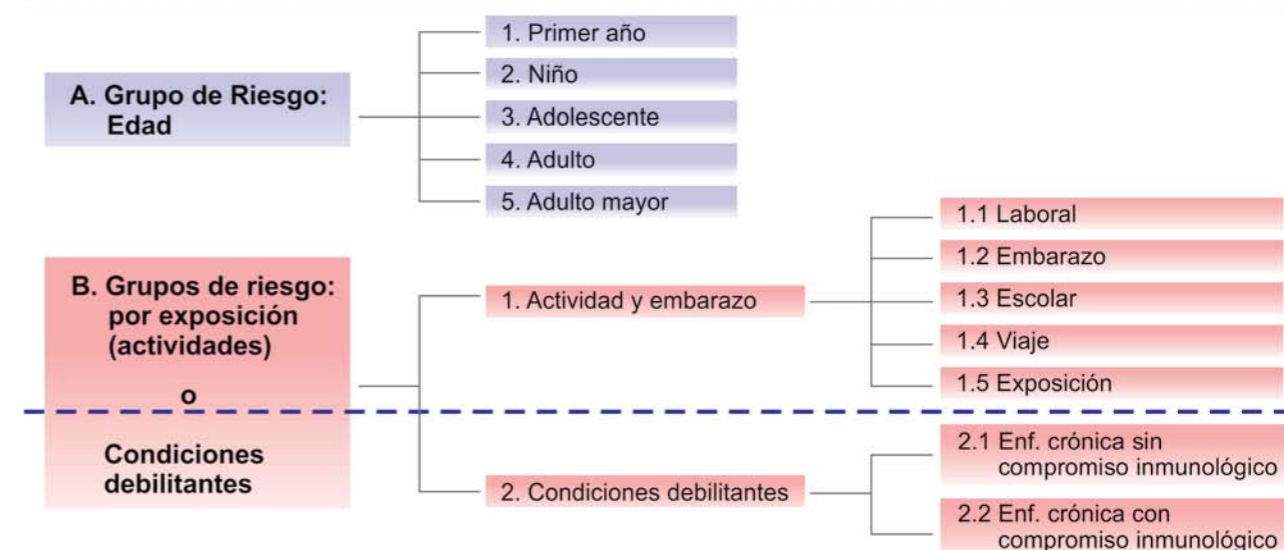 A. Grupo de Riesgo:
Edad
1. Primer año
2. Niño
3. Adolescente
4. Adulto
5. Adulto mayor
B. Grupos de riesgo:
por exposición
(actividades)
o
Condiciones
debilitantes
1. Actividad y embarazo
1.1 Laboral
1.2 Embarazo
1.3 Escolar
1.4 Viaje
1.5 Exposición
2. Condiciones debilitantes
2.1 Enf. crónica sin
compromiso inmunológico
2.2 Enf. crónica con
compromiso inmunológico